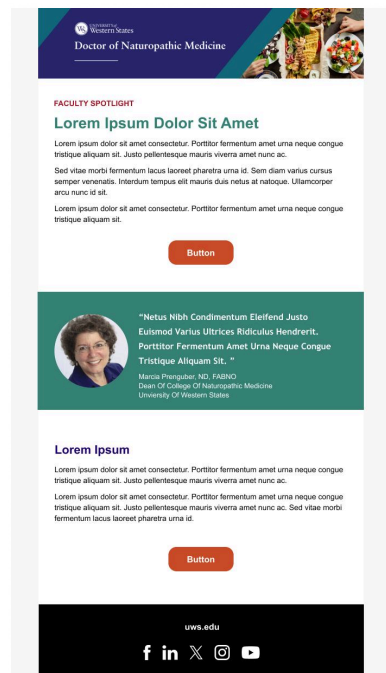 UNIVERSITY of
Western States
Doctor of Naturopathic Medicine
FACULTY SPOTLIGHT
Lorem Ipsum Dolor Sit Amet
Lorem ipsum dolor sit amet consectetur. Porttitor fermentum amet urna neque congue
tristique aliquam sit. Justo pellentesque mauris viverra amet nunc ac.
Sed vitae morbi fermentum lacus laoreet pharetra urna id. Sem diam varius cursus
semper venenatis. Interdum tempus elit mauris duis netus at natoque. Ullamcorper
arcu nunc id sit.
Lorem ipsum dolor sit amet consectetur. Porttitor fermentum amet urna neque congue
tristique aliquam sit.
Button
"Netus Nibh Condimentum Eleifend Justo
Euismod Varius Ultrices Ridiculus Hendrerit.
Porttitor Fermentum Amet Urna Neque Congue
Tristique Aliquam Sit. "
Marcia Prenguber, ND, FABNO
Dean Of College Of Naturopathic Medicine
Unviersity Of Western States
Lorem Ipsum
Lorem ipsum dolor sit amet consectetur. Porttitor fermentum amet urna neque congue
tristique aliquam sit. Justo pellentesque mauris viverra amet nunc ac.
Lorem ipsum dolor sit amet consectetur. Porttitor fermentum amet urna neque congue
tristique aliquam sit. Justo pellentesque mauris viverra amet nunc ac. Sed vitae morbi
fermentum lacus laoreet pharetra urna id.
Button
uws.edu